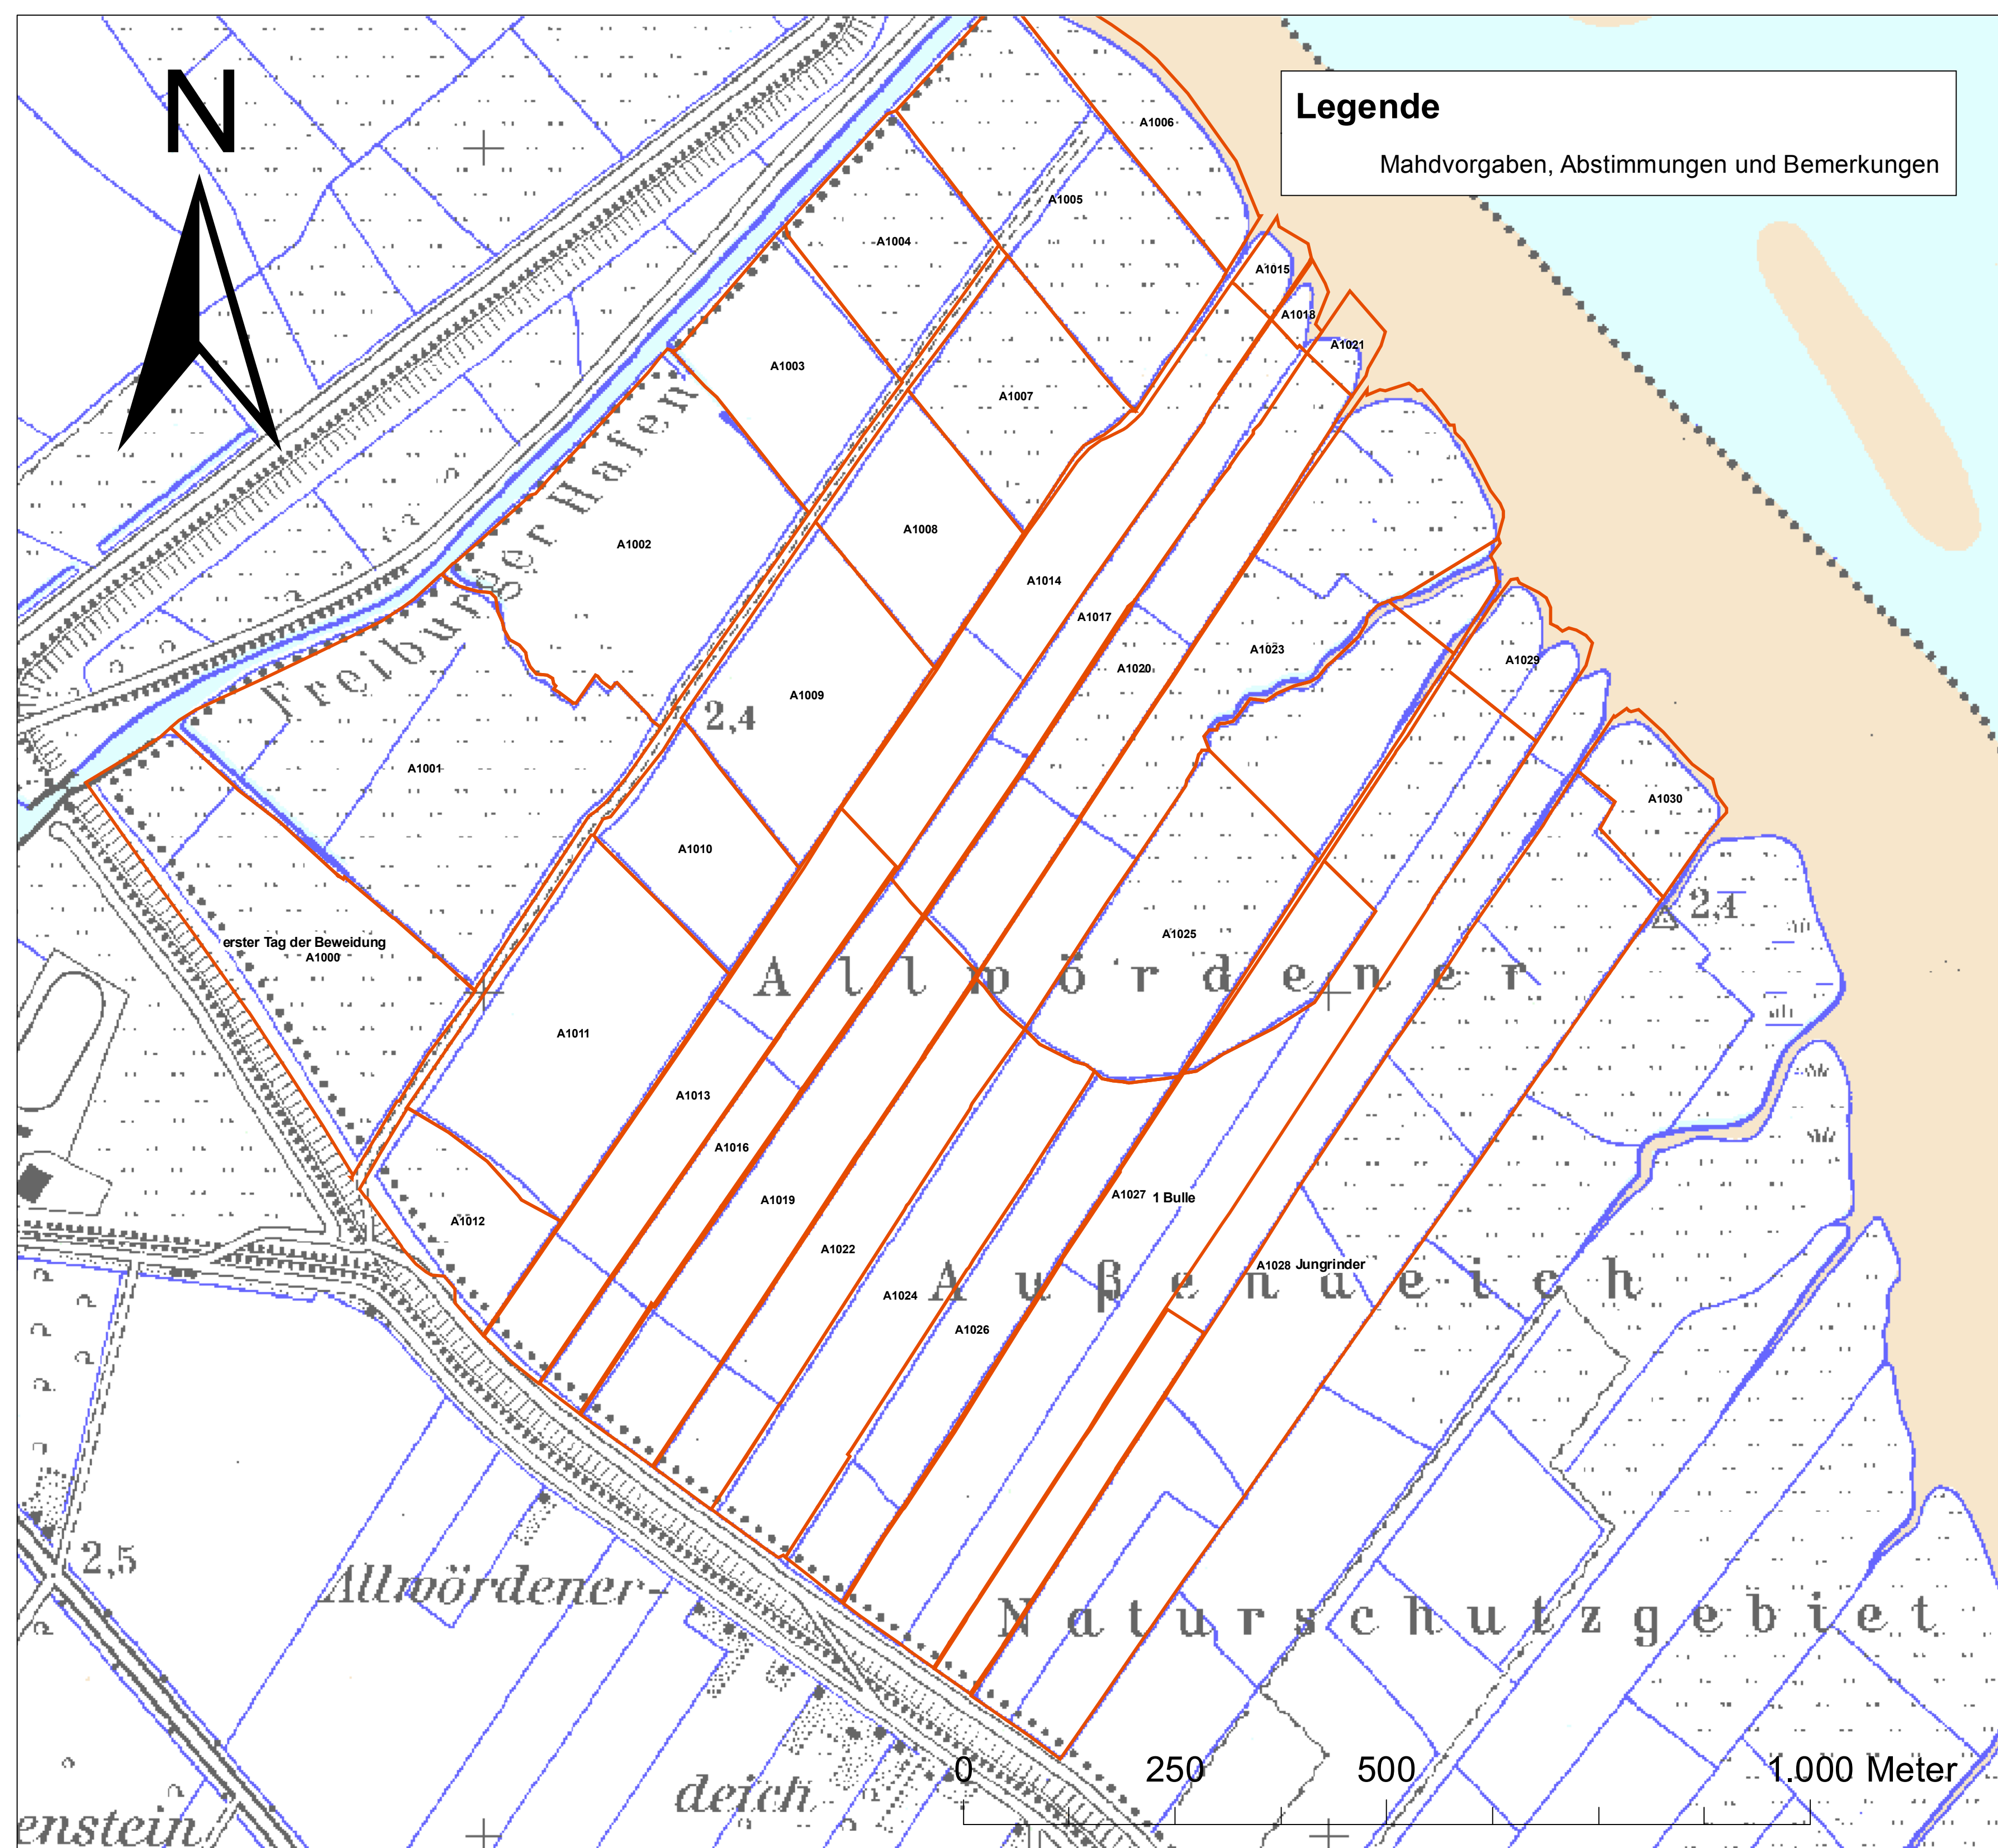 N
Legende
Mahdvorgaben, Abstimmungen und Bemerkungen
A1006
A1005
A1004
A1015
A1018
A1021
A1003
A1007
Freiburger Hafen
A1002
A1008
A1014
A1017
A1020
A1023
A1029
A1009
2,4
A1001
A1010
A1030
2,4
A1025
erster Tag der Beweidung
A1000
Allwördener
A1011
A1013
A1016
A1027 1 Bulle
A1019
A1012
A1022
A1028 Jungrinder
A1024
Außendeich
A1026
2,5
Allwördener-
Naturschutzgebiet
deich
0 250 500 1.000 Meter
enstein